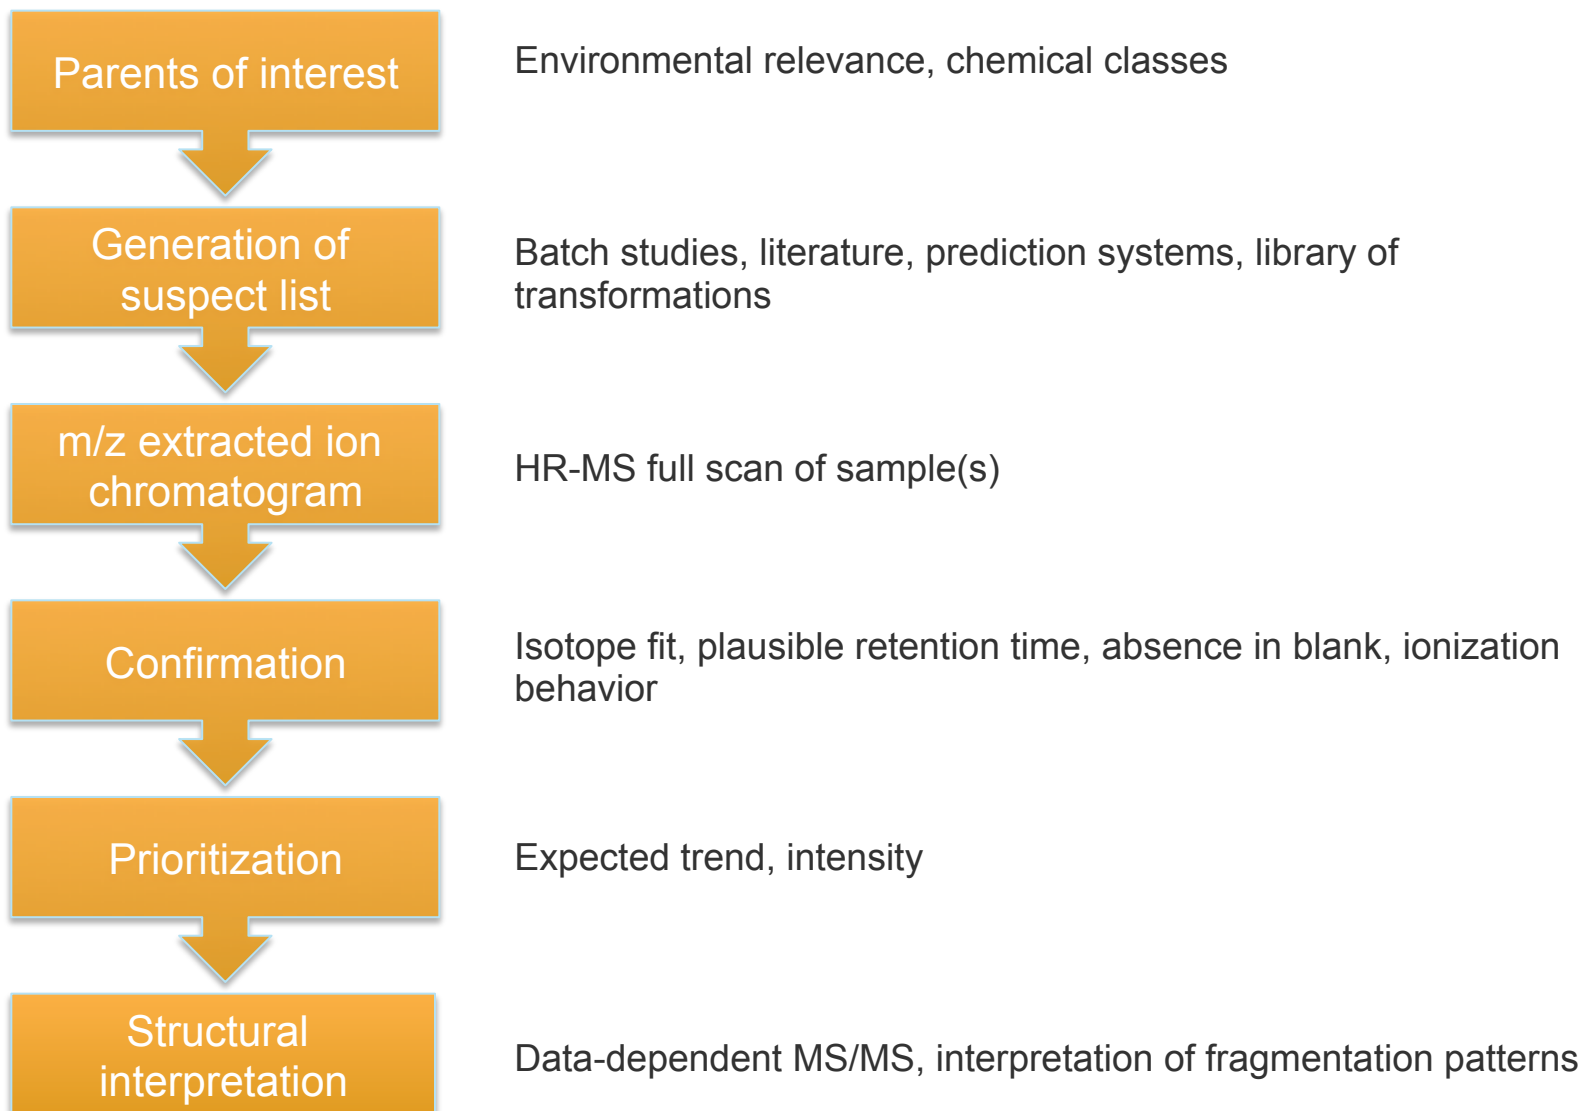 Parents of interest
Environmental relevance, chemical classes
Generation of
suspect list
Batch studies, literature, prediction systems, library of
transformations
m/z extracted ion
chromatogram
HR-MS full scan of sample(s)
Confirmation
Isotope fit, plausible retention time, absence in blank, ionization
behavior
Prioritization
Expected trend, intensity
Structural
interpretation
Data-dependent MS/MS, interpretation of fragmentation patterns